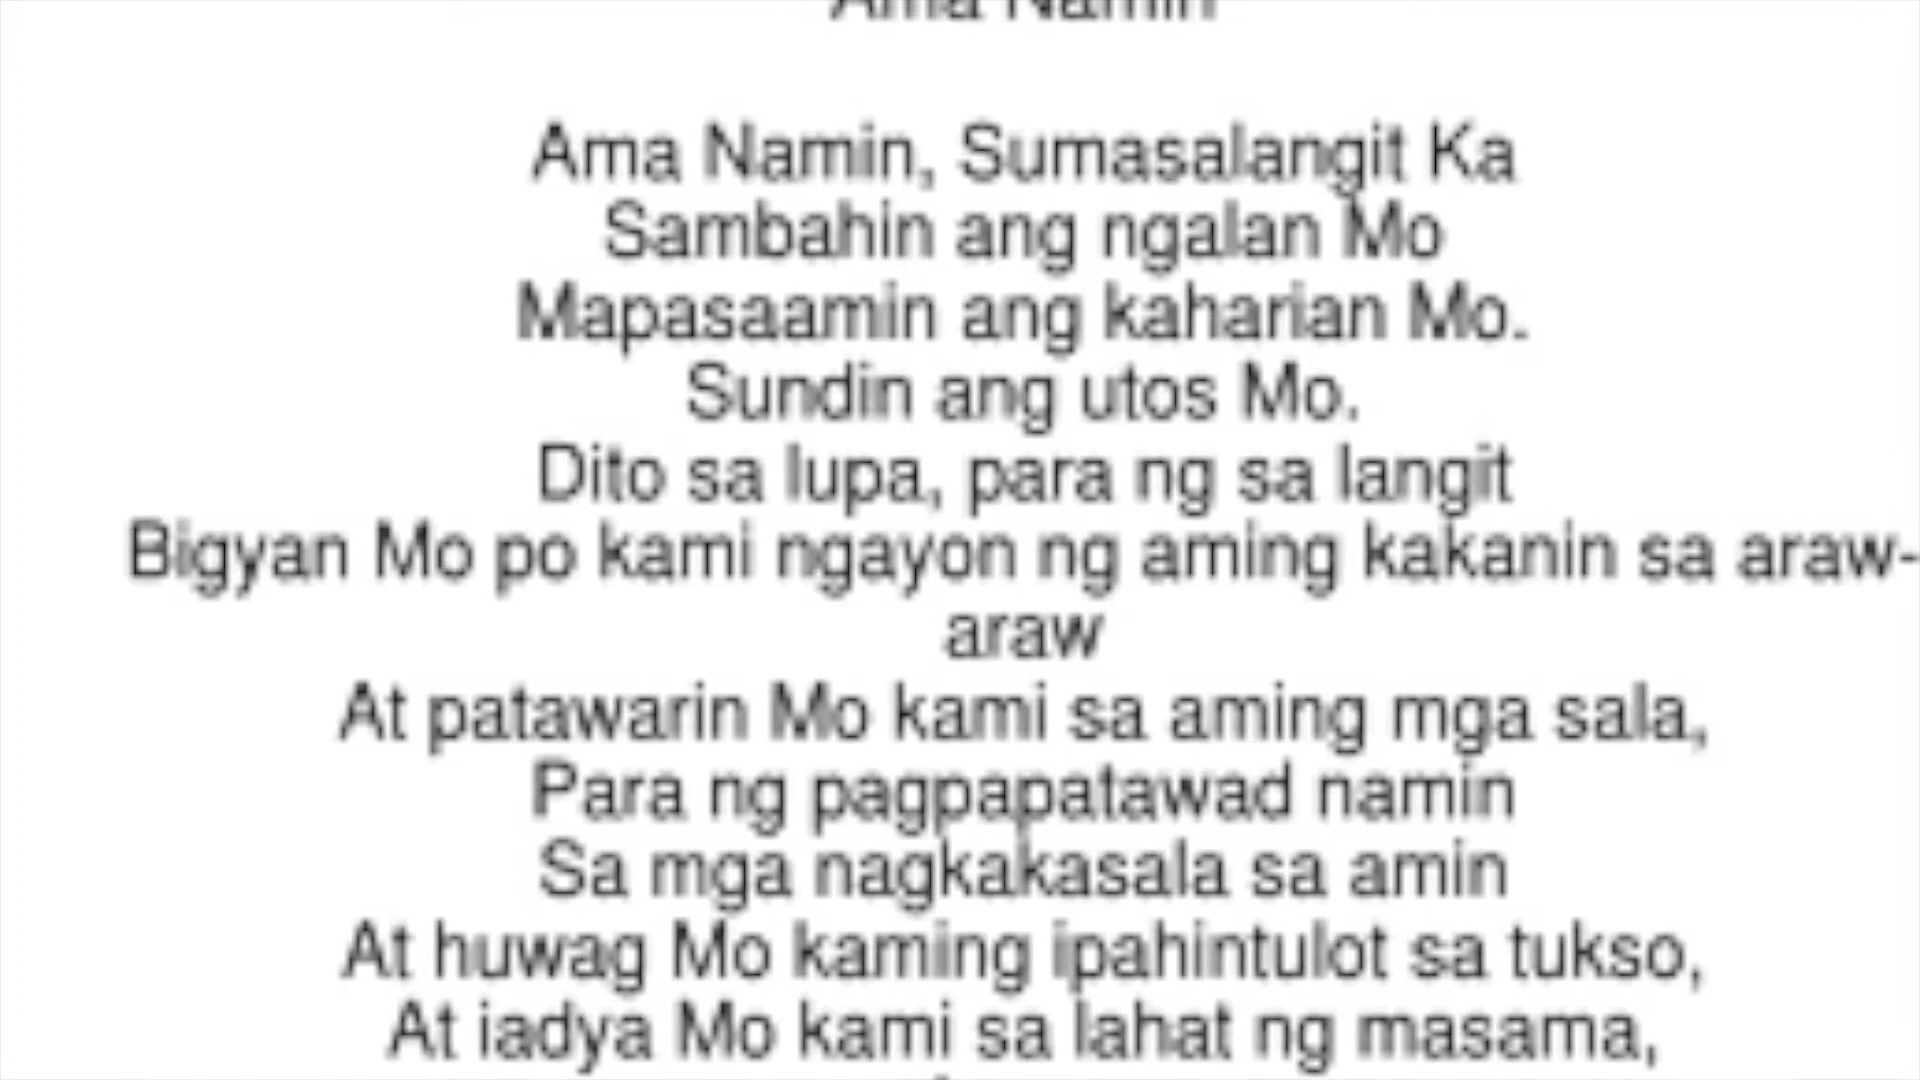 Ama Namin
Ama Namin, Sumasalangit Ka
Sambahin ang ngalan Mo
Mapasaamin ang kaharian Mo.
Sundin ang utos Mo.
Dito sa lupa, para ng sa langit
Bigyan Mo po kami ngayon ng aming kakanin sa araw-
araw
At patawarin Mo kami sa aming mga sala,
Para ng pagpapatawad namin
Sa mga nagkakasala sa amin
At huwag Mo kaming ipahintulot sa tukso,
At iadya Mo kami sa lahat ng masama,